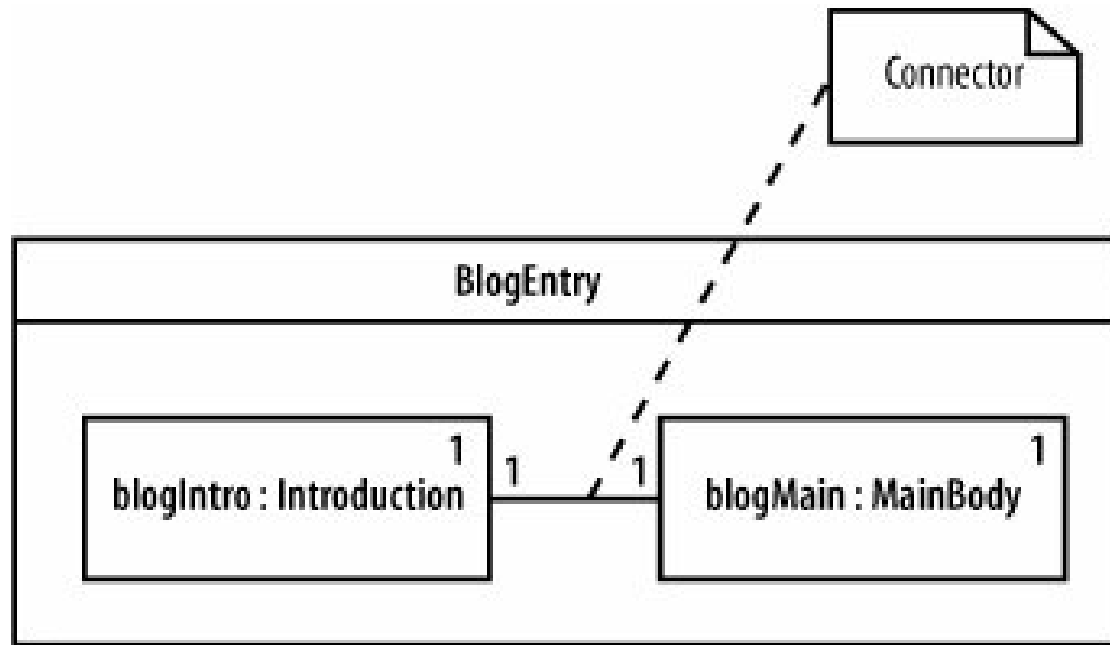 Connector
BlogEntry
1
1
1
1
blogIntro : Introduction
blogMain : MainBody